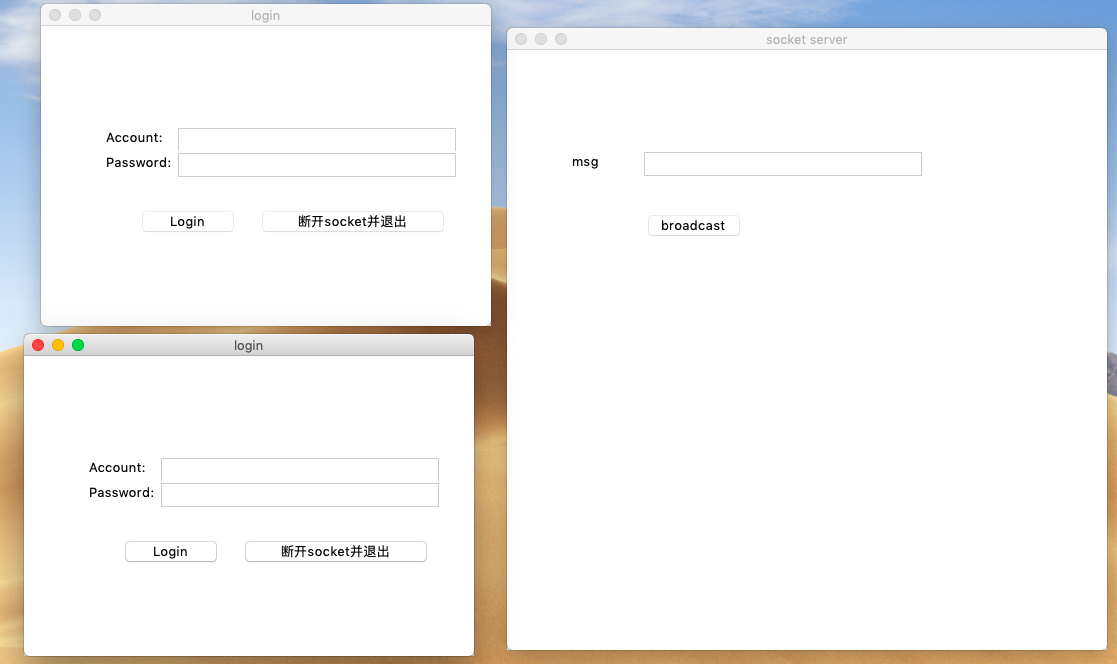 login
Account:
Password:
Login 断开socket并退出
socket server
msg
broadcast
login
Account:
Password:
Login 断开socket并退出